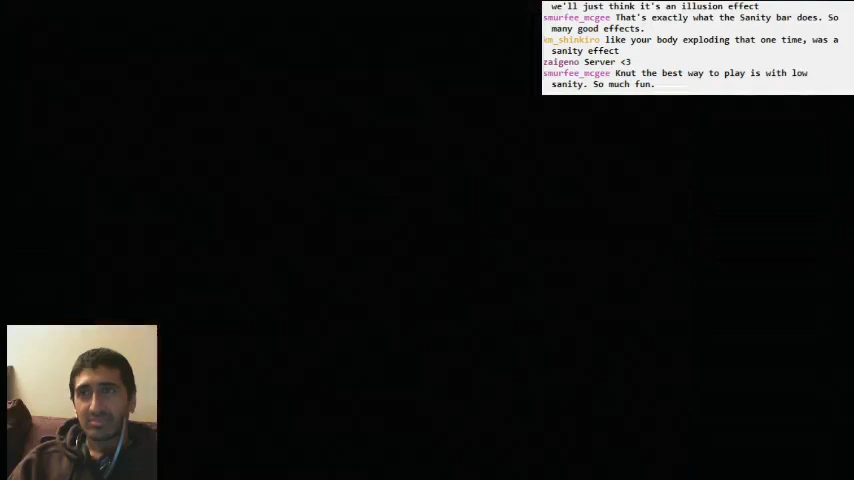 we'll just think it's an illusion effect
smurfee_mcgee That's exactly what the Sanity bar does. So
many good effects.
km_shinkiro like your body exploding that one time, was a
sanity effect
zaigeno Server <3
smurfee_mcgee Knut the best way to play is with low
sanity. So much fun.